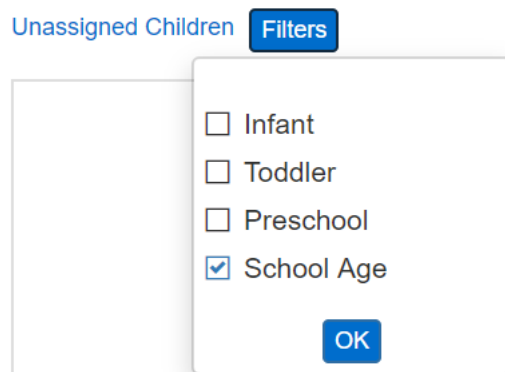 Unassigned Children Filters
Infant
Toddler
Preschool
School Age
OK